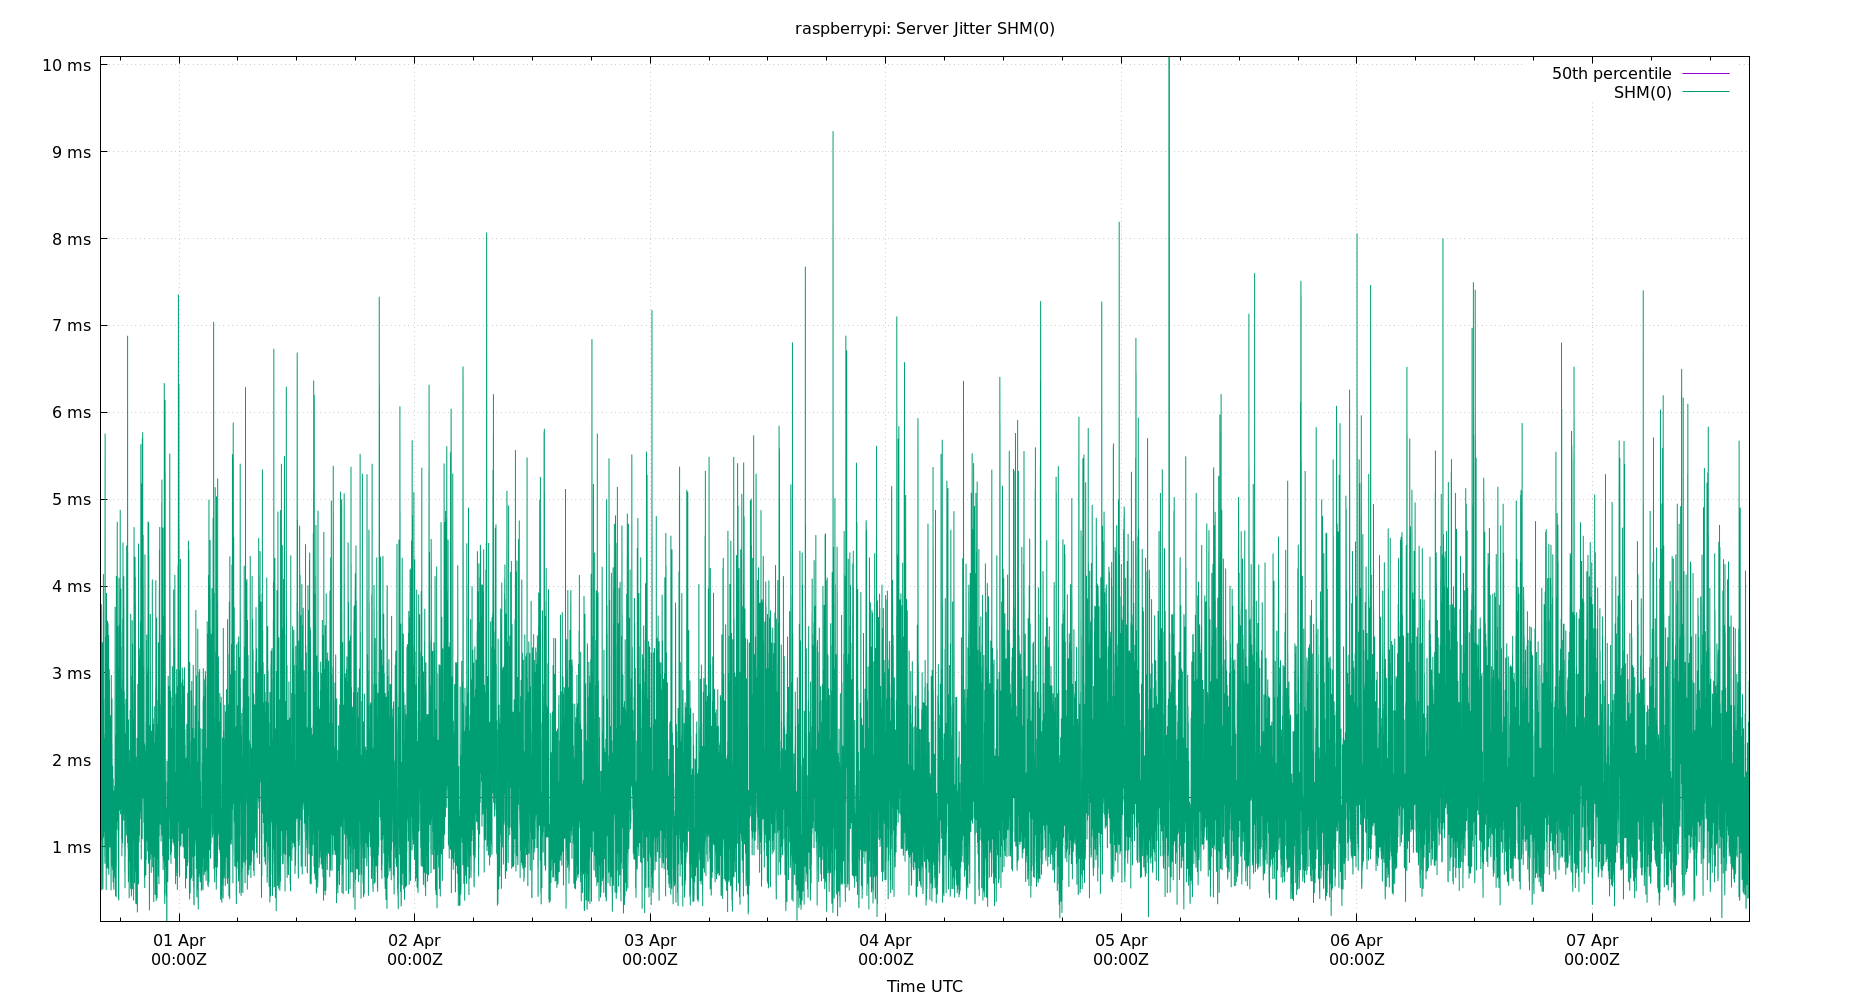 raspberrypi: Server Jitter SHM(0)
10 ms
9 ms
8 ms
7 ms
6 ms
5 ms
4 ms
3 ms
2 ms
1 ms
50th percentile
SHM(0)
01 Apr 02 Apr 03 Apr 04 Apr 05 Apr 06 Apr 07 Apr
00:00Z 00:00Z 00:00Z 00:00Z 00:00Z 00:00Z 00:00Z
Time UTC